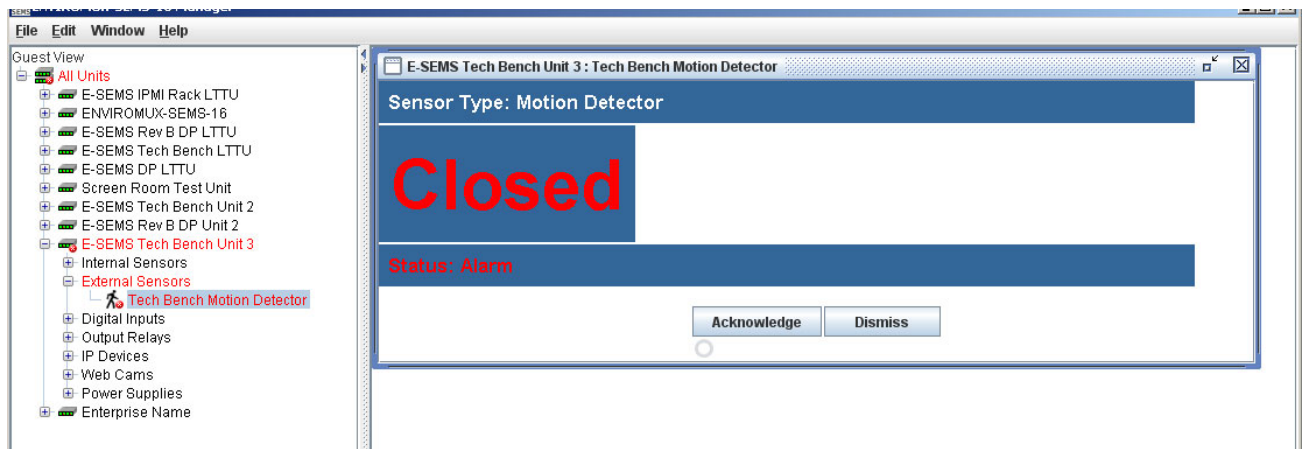 File Edit Window Help
Guest View
All Units
E-SEMS IPMI Rack LTTU
ENVIROMUX-SEMS-16
E-SEMS Rev B DP LTTU
E-SEMS Tech Bench LTTU
E-SEMS DP LTTU
Screen Room Test Unit
E-SEMS Tech Bench Unit 2
E-SEMS Rev B DP Unit 2
E-SEMS Tech Bench Unit 3
Internal Sensors
External Sensors
Tech Bench Motion Detector
Digital Inputs
Output Relays
IP Devices
Web Cams
Power Supplies
Enterprise Name
E-SEMS Tech Bench Unit 3 : Tech Bench Motion Detector
Sensor Type: Motion Detector
Closed
Status: Alarm
Acknowledge Dismiss